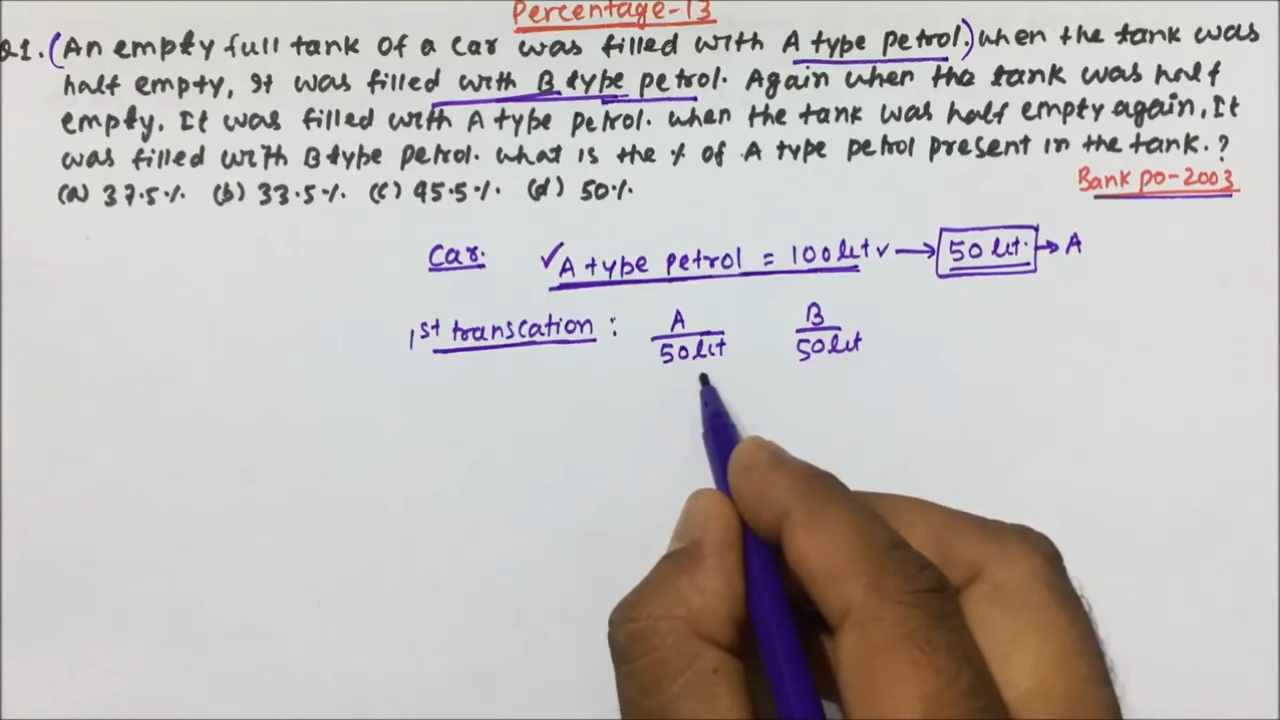 Percentage-13
Q1. (An empty full tank of a car was filled with A type petrol.) when the tank was
half empty, It was filled with B type petrol. Again when the tank was half
empty. It was filled with A type petrol. when the tank was half empty again, It
was filled with B type petrol. what is the % of A type petrol present in the tank.?
(a) 37.5% (b) 33.5% (c) 45.5% (d) 50%
Bank po-2003
Car. ✓A type petrol = 100 let ✓ → 50 let. → A
1st transcation : A B
50 let 50 let